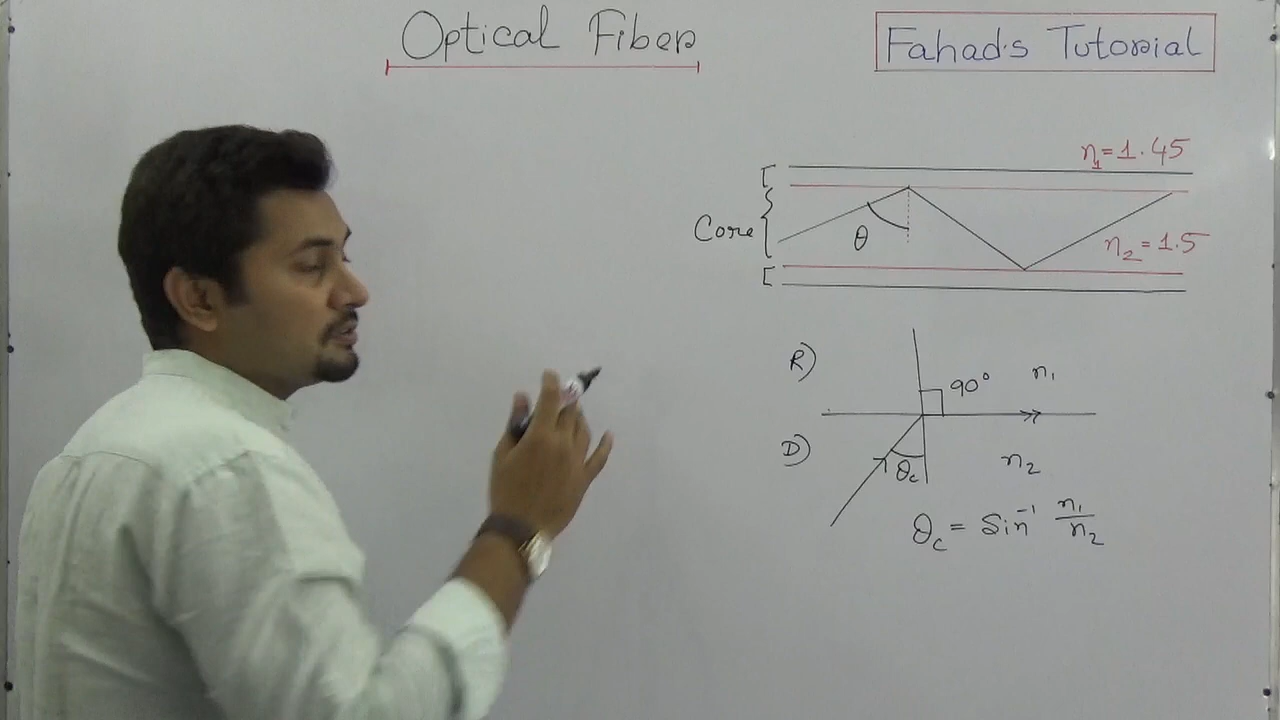 Optical Fiber
Fahad's Tutorial
n₁=1.45
Core
θ
n₂=1.5
R)
90°
n₁
D)
θc
n₂
θc = Sin⁻¹ n₁/n₂